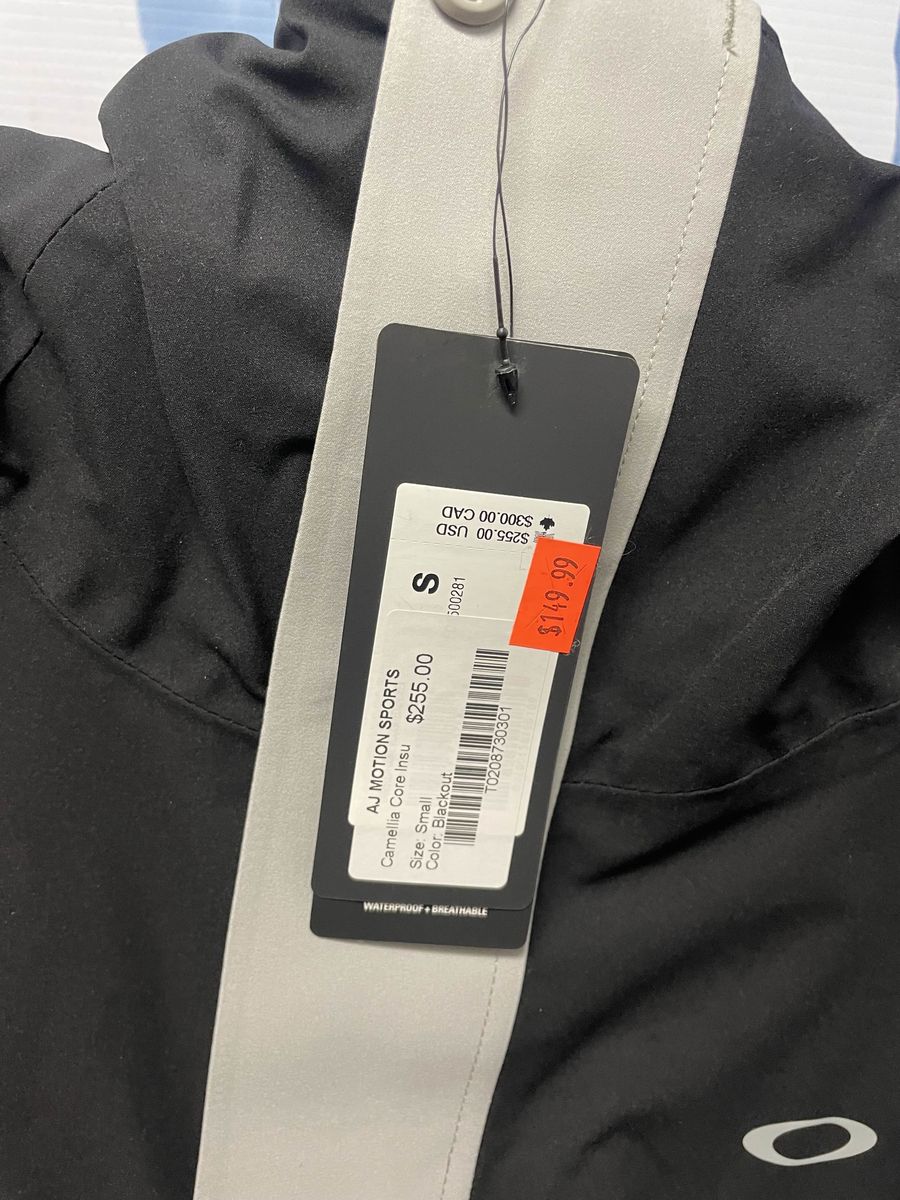 $255.00 USD
$300.00 CAD
$149.99
S
500281
AJ MOTION SPORTS
Camellia Core Insu
$255.00
Size: Small
Color: Blackout
T0208730301
WATERPROOF + BREATHABLE